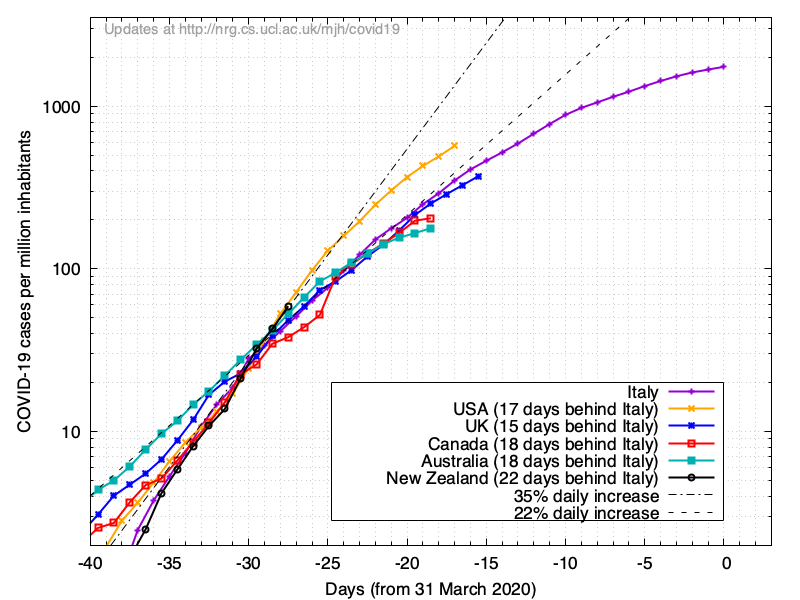 Updates at http://nrg.cs.ucl.ac.uk/mjh/covid19
COVID-19 cases per million inhabitants
1000
100
10
Italy
USA (17 days behind Italy)
UK (15 days behind Italy)
Canada (18 days behind Italy)
Australia (18 days behind Italy)
New Zealand (22 days behind Italy)
35% daily increase
22% daily increase
-40 -35 -30 -25 -20 -15 -10 -5 0
Days (from 31 March 2020)